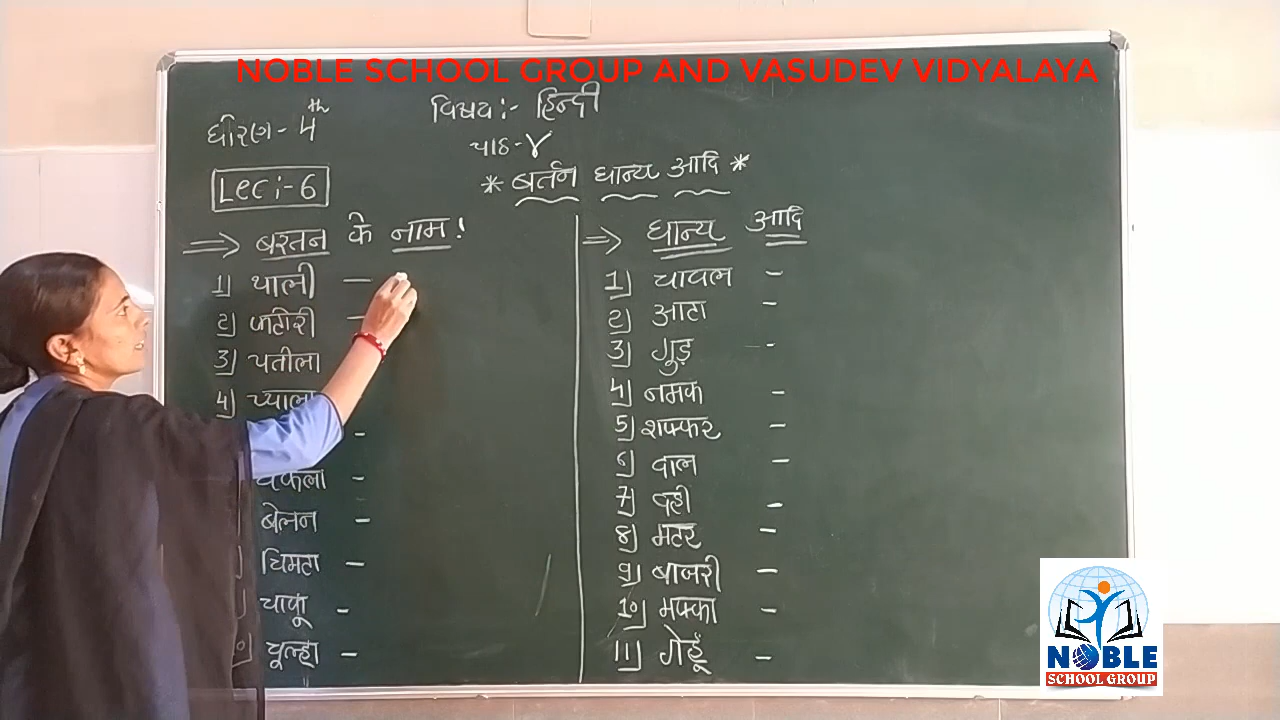 NOBLE SCHOOL GROUP AND VASUDEV VIDYALAYA
धोरण - 4th
विषय :- हिन्दी
पाठ - ४
Lec :- 6
* बर्तन धान्य आदि *
⇒ बरतन के नाम !
1) थाली —
2) कटोरी —
3) पतीला
4) प्याला
-
चकला -
बेलन -
चिमटा -
चाकू -
चूल्हा -
⇒ धान्य आदि
1) चावल -
2) आटा -
3) गुड़ -
4) नमक -
5) शक्कर -
6) दाल -
7) दही -
8) मटर -
9) बाजरी -
10) मक्का -
11) गेहूँ -
NOBLE
SCHOOL GROUP